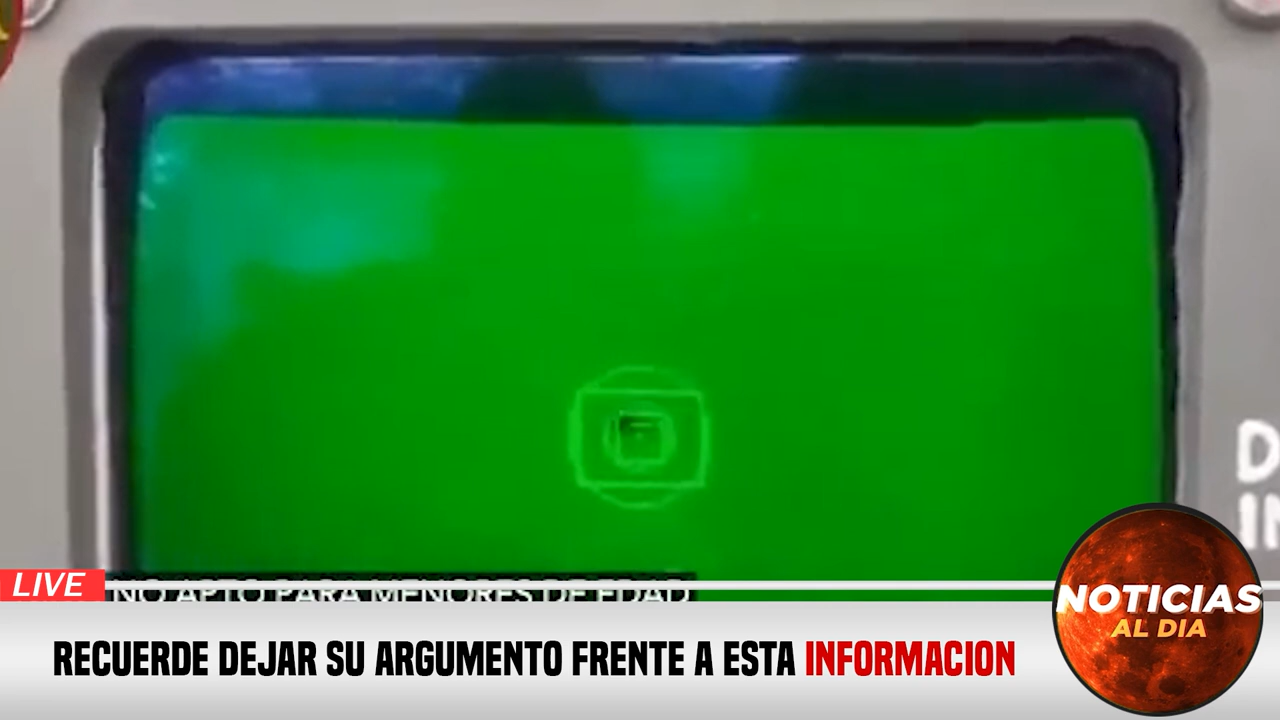 LIVE
NO APTO PARA MENORES DE EDAD
NOTICIAS
AL DIA
RECUERDE DEJAR SU ARGUMENTO FRENTE A ESTA INFORMACION